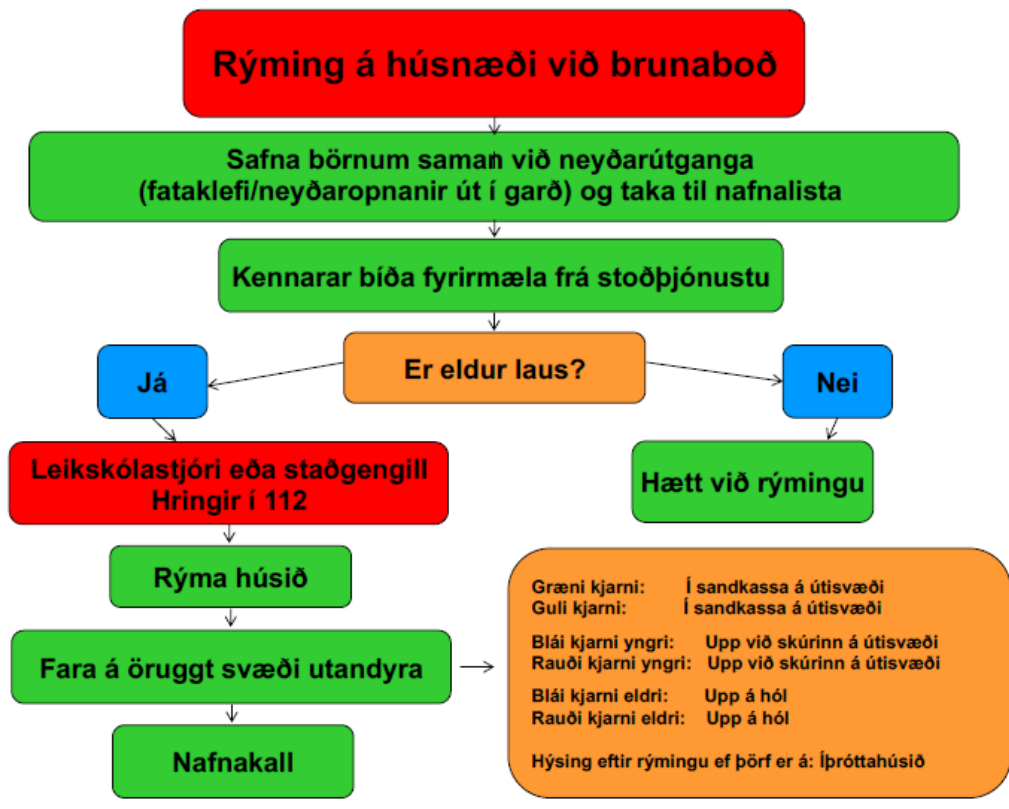 Rýming á húsnæði við brunaboð
Safna börnum saman við neyðarútganga
(fataklefi/neyðaropnanir út í garð) og taka til nafnalista
Kennarar bíða fyrirmæla frá stoðþjónustu
Er eldur laus?
Já
Nei
Leikskólastjóri eða staðgengill
Hringir í 112
Hætt við rýmingu
Rýma húsið
Fara á öruggt svæði utandyra
Nafnakall
Græni kjarni: Í sandkassa á útisvæði
Guli kjarni: Í sandkassa á útisvæði
Blái kjarni yngri: Upp við skúrinn á útisvæði
Rauði kjarni yngri: Upp við skúrinn á útisvæði
Blái kjarni eldri: Upp á hól
Rauði kjarni eldri: Upp á hól
Hýsing eftir rýmingu ef þörf er á: Íþróttahúsið